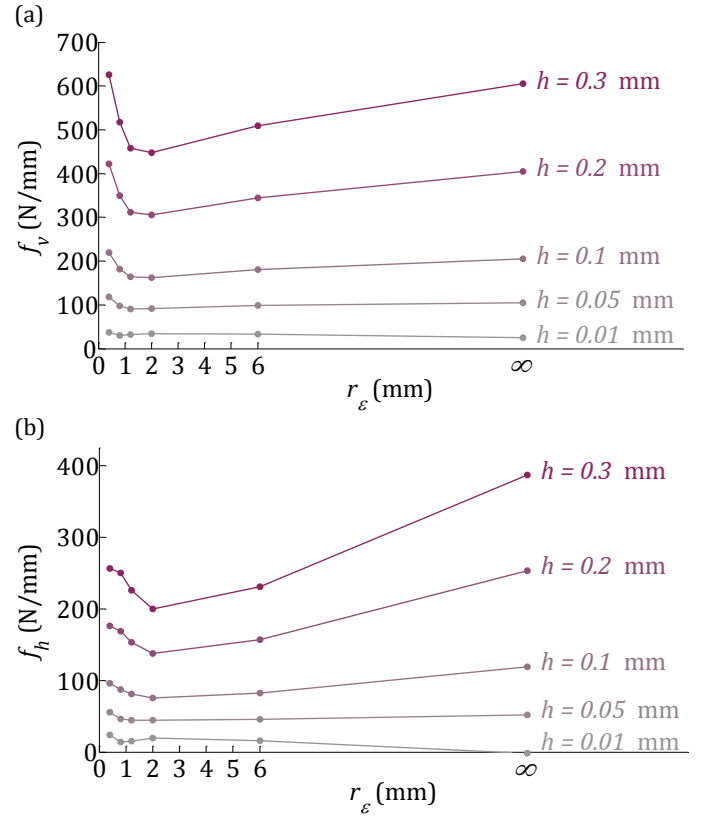 (a)
700
600
500
400
300
200
100
0
f_v (N/mm)
h = 0.3 mm
h = 0.2 mm
h = 0.1 mm
h = 0.05 mm
h = 0.01 mm
0 1 2 3 4 5 6 ∞
r_ε (mm)
(b)
400
300
200
100
0
f_h (N/mm)
h = 0.3 mm
h = 0.2 mm
h = 0.1 mm
h = 0.05 mm
h = 0.01 mm
0 1 2 3 4 5 6 ∞
r_ε (mm)